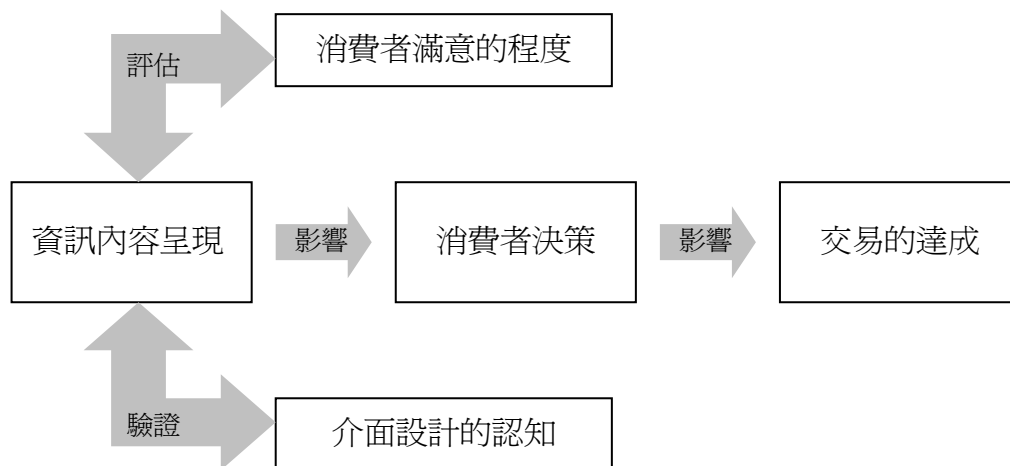 消費者滿意的程度
評估
資訊內容呈現
影響
消費者決策
影響
交易的達成
驗證
介面設計的認知